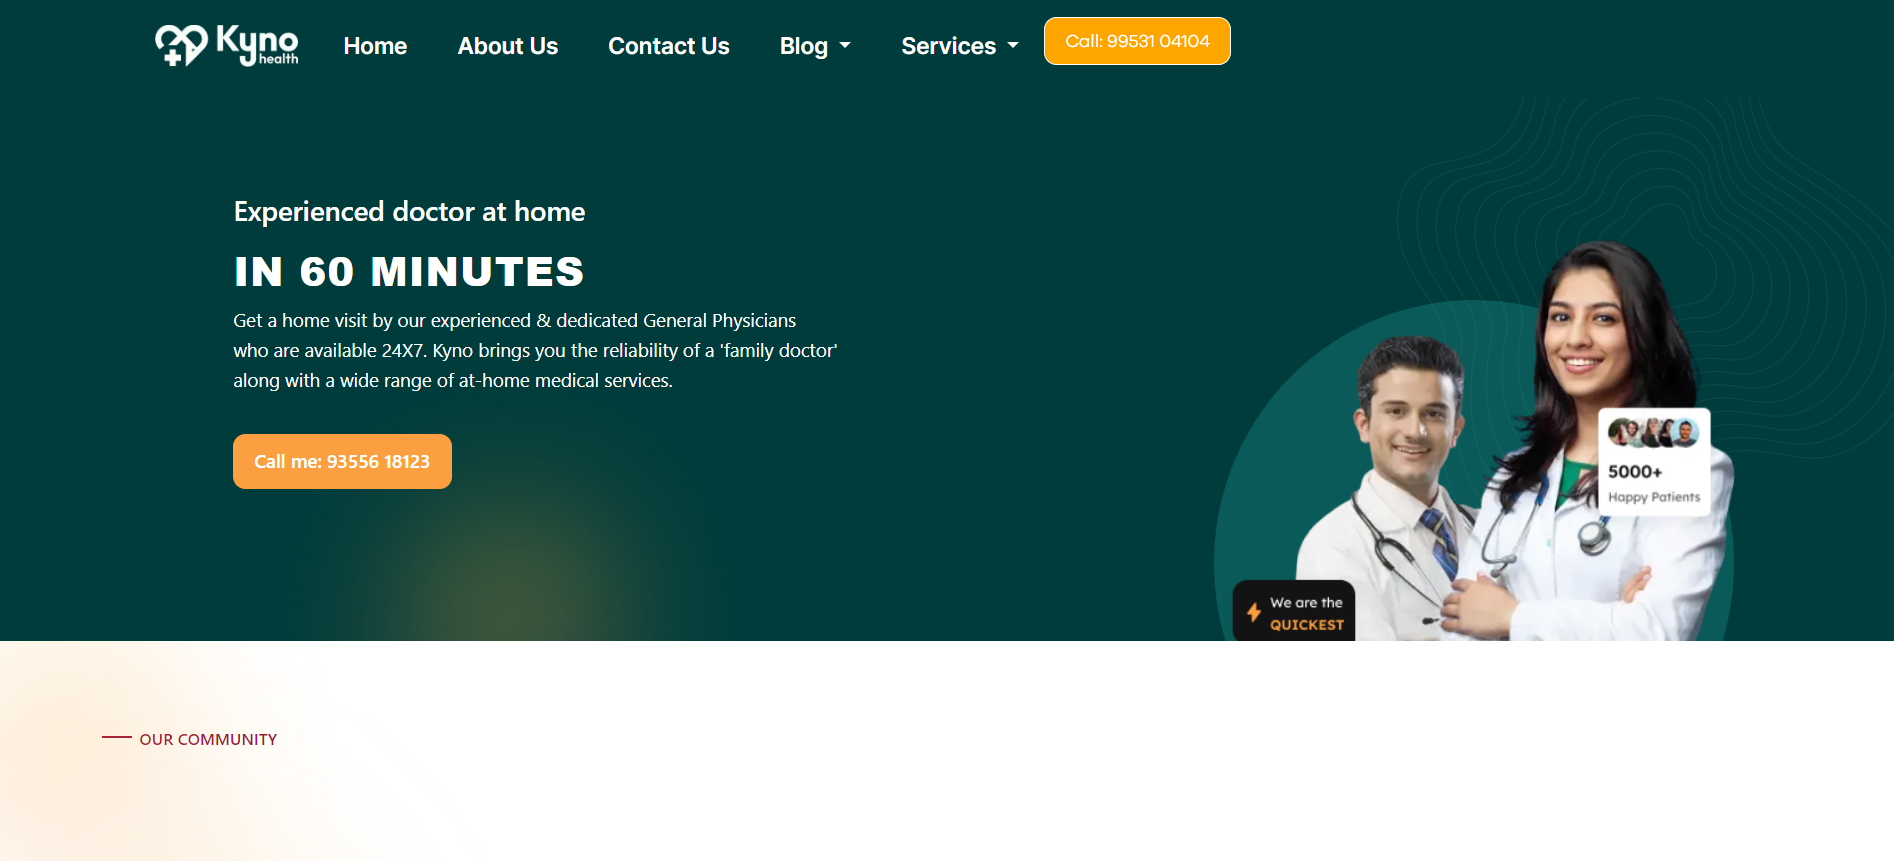 Kyno
health
Home
About Us
Contact Us
Blog
Services
Call: 99531 04104
Experienced doctor at home
IN 60 MINUTES
Get a home visit by our experienced & dedicated General Physicians
who are available 24X7. Kyno brings you the reliability of a 'family doctor'
along with a wide range of at-home medical services.
Call me: 93556 18123
5000+
Happy Patients
We are the
QUICKEST
OUR COMMUNITY